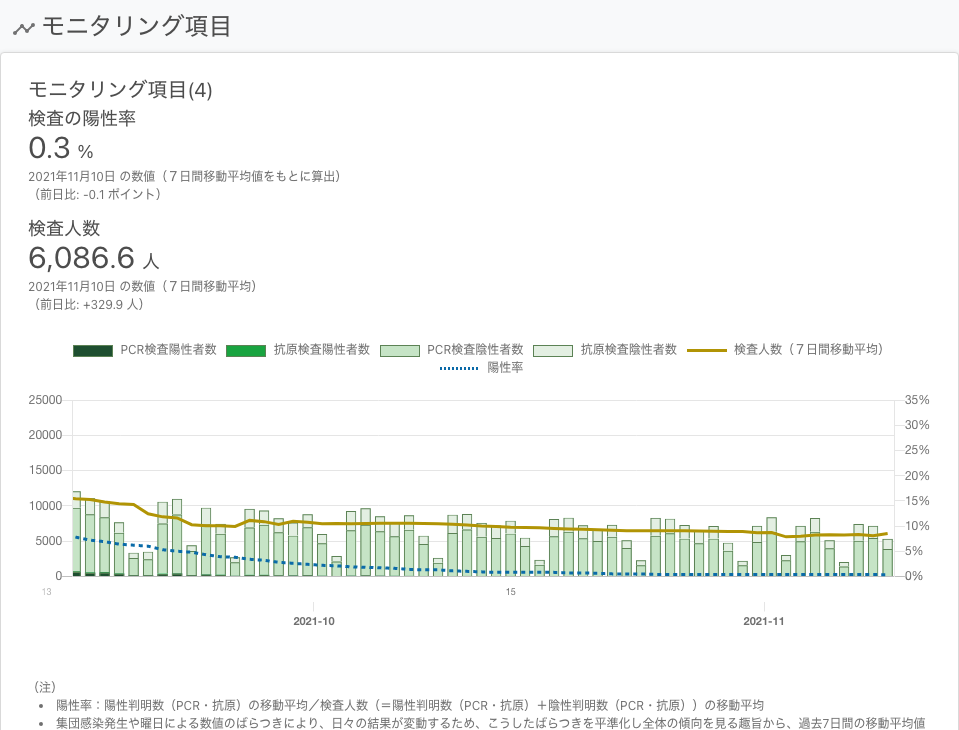 モニタリング項目
モニタリング項目(4)
検査の陽性率
0.3 %
2021年11月10日 の数値（７日間移動平均値をもとに算出）
（前日比: -0.1 ポイント）
検査人数
6,086.6 人
2021年11月10日 の数値（７日間移動平均）
（前日比: +329.9 人）
PCR検査陽性者数 抗原検査陽性者数 PCR検査陰性者数 抗原検査陰性者数 検査人数（７日間移動平均）
陽性率
25000 35%
30%
20000
25%
15000 20%
15%
10000
10%
5000
5%
0 0%
13 15
2021-10 2021-11
（注）
• 陽性率：陽性判明数（PCR・抗原）の移動平均／検査人数（＝陽性判明数（PCR・抗原）＋陰性判明数（PCR・抗原））の移動平均
• 集団感染発生や曜日による数値のばらつきにより、日々の結果が変動するため、こうしたばらつきを平準化し全体の傾向を見る趣旨から、過去7日間の移動平均値